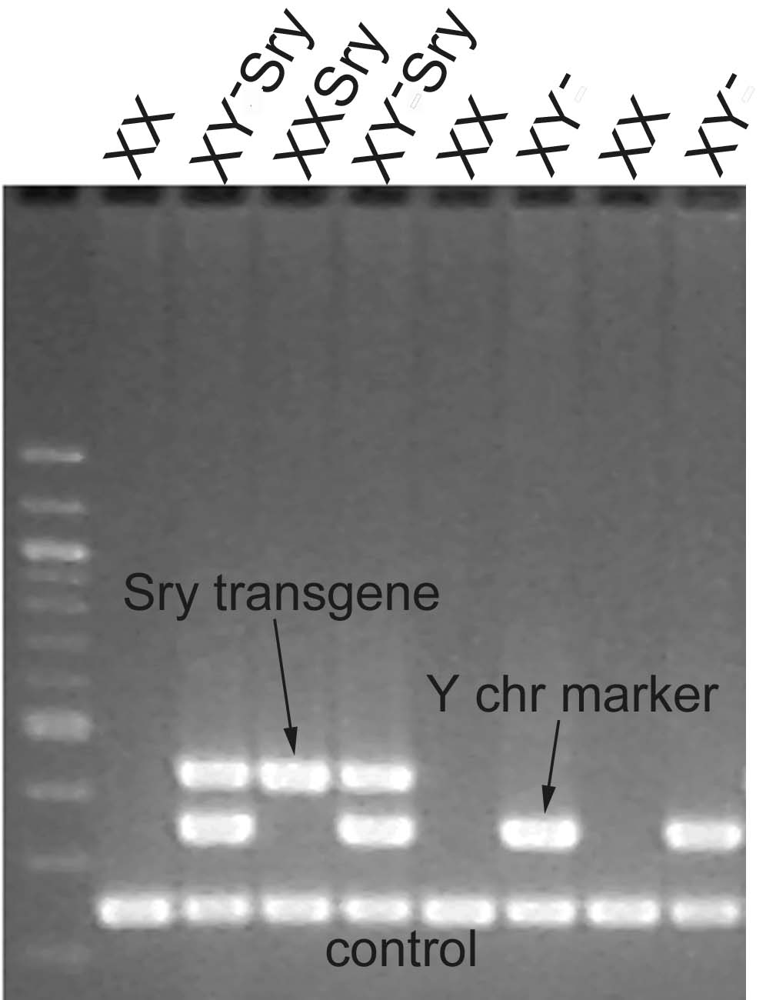 XX
XY-Sry
XXSry
XY-Sry
XX
XY-
XX
XY-
Sry transgene
Y chr marker
control